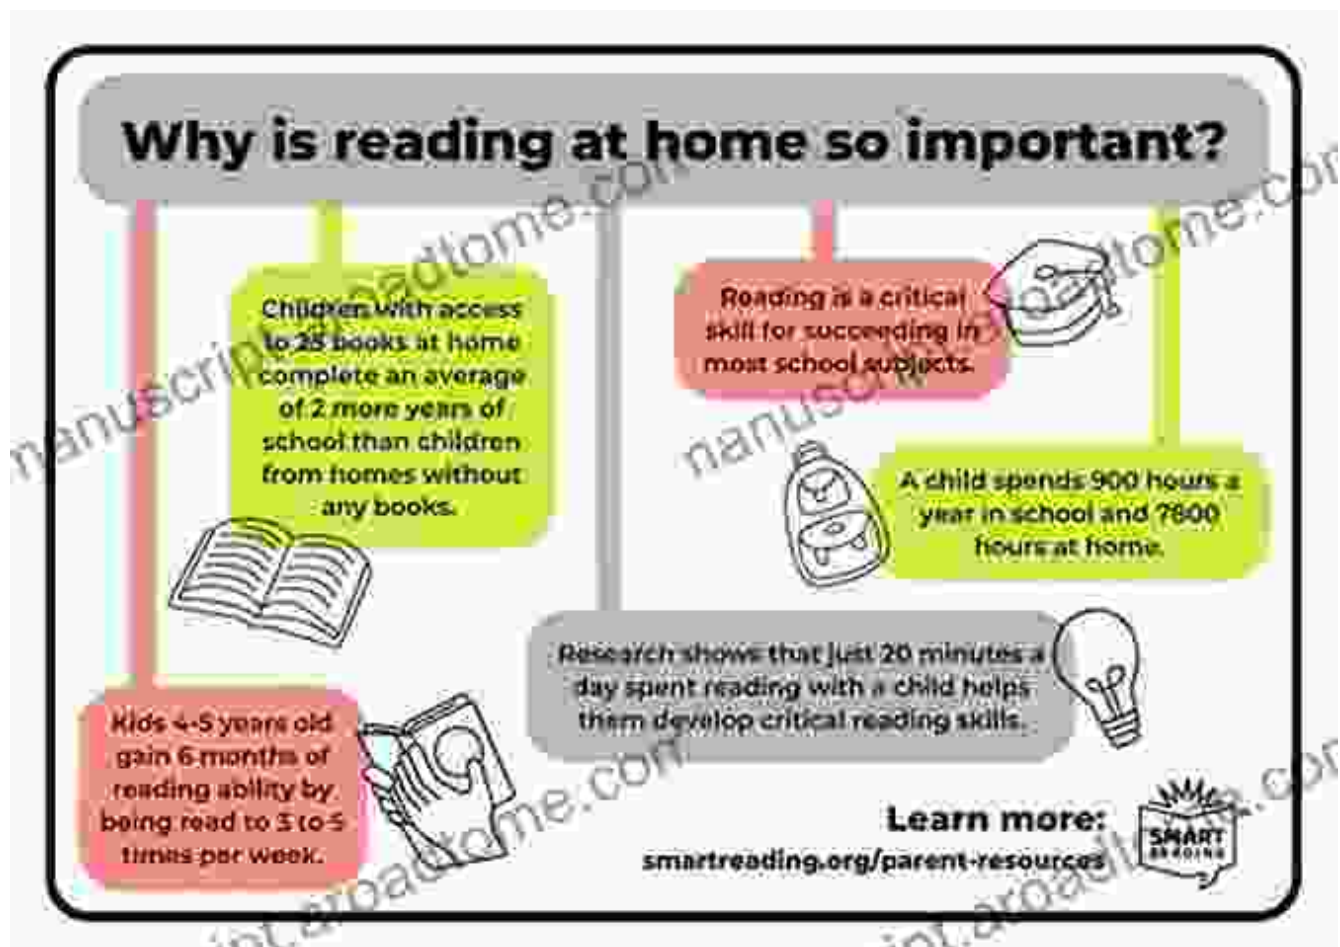 Why is reading at home so important?
Children with access
to 25 books at home
complete an average
of 2 more years of
school than children
from homes without
any books.
Reading is a critical
skill for succeeding in
most school subjects.
A child spends 900 hours a
year in school and 7800
hours at home.
Research shows that just 20 minutes a
day spent reading with a child helps
them develop critical reading skills.
Kids 4-5 years old
gain 6 months of
reading ability by
being read to 3 to 5
times per week.
Learn more:
smartreading.org/parent-resources
SMART
READING
manuscript.aroadtome.com
manuscript.aroadtome.com